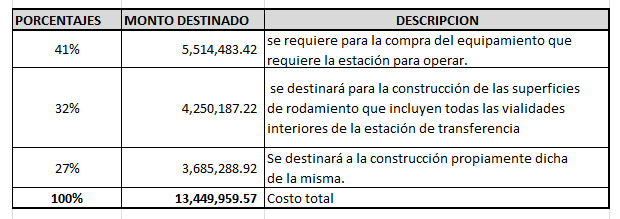 PORCENTAJES MONTO DESTINADO DESCRIPCION
41% 5,514,483.42 se requiere para la compra del equipamiento que
requiere la estación para operar.
se destinará para la construcción de las superficies
32% 4,250,187.22 de rodamiento que incluyen todas las vialidades
interiores de la estación de transferencia
27% 3,685,288.92 Se destinará a la construcción propiamente dicha
de la misma.
100% 13,449,959.57 Costo total